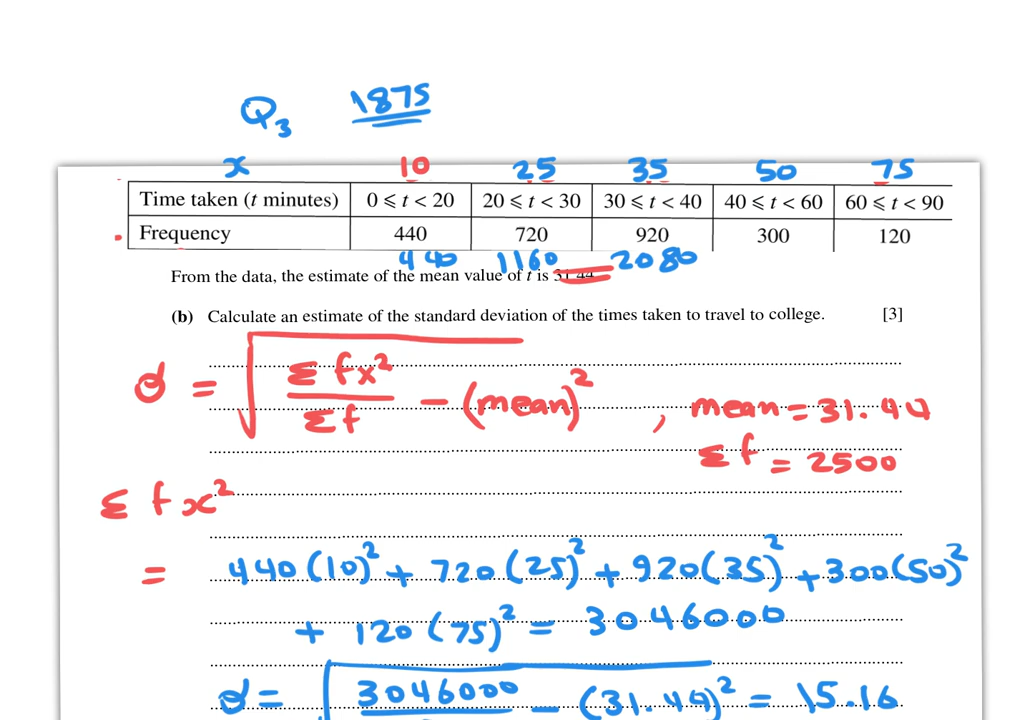 Q3 1875
x 10 25 35 50 75
Time taken (t minutes) 0 ⩽ t < 20 20 ⩽ t < 30 30 ⩽ t < 40 40 ⩽ t < 60 60 ⩽ t < 90
Frequency 440 720 920 300 120
440 1160 2080
From the data, the estimate of the mean value of t is 31.44
(b) Calculate an estimate of the standard deviation of the times taken to travel to college. [3]
σ = √(Σfx²/Σf − (mean)²) , mean = 31.44
Σf = 2500
Σfx²
= 440(10)² + 720(25)² + 920(35)² + 300(50)²
+ 120(75)² = 3046000
σ = √(3046000 − (31.44)² = 15.16